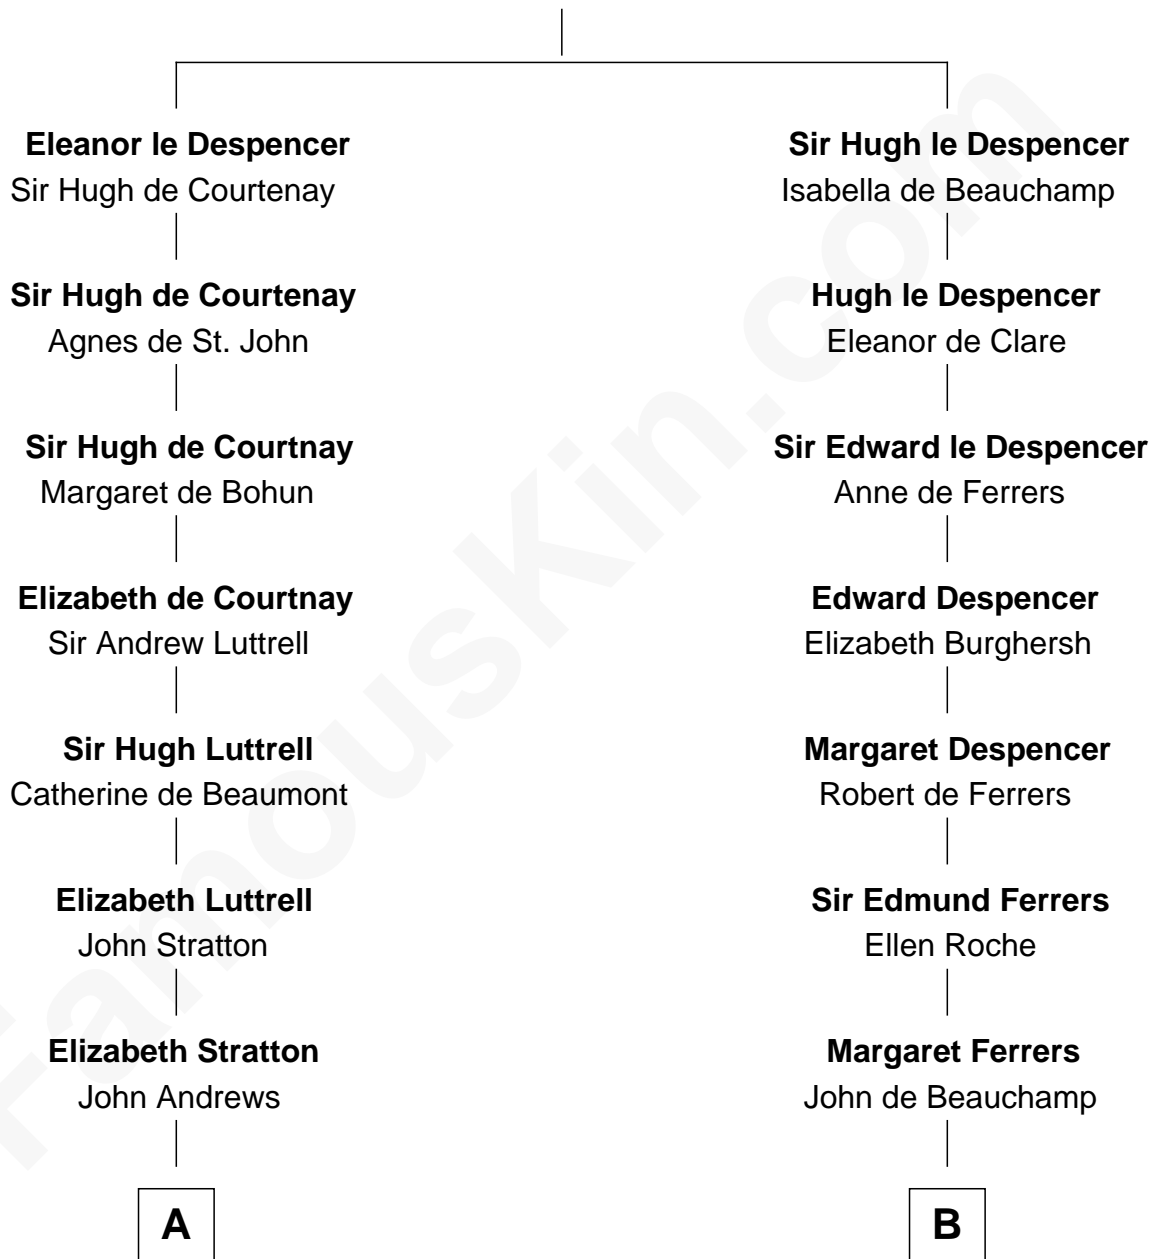 Eleanor le Despencer
Sir Hugh de Courtenay
Sir Hugh de Courtenay
Agnes de St. John
Sir Hugh de Courtnay
Margaret de Bohun
Elizabeth de Courtnay
Sir Andrew Luttrell
Sir Hugh Luttrell
Catherine de Beaumont
Elizabeth Luttrell
John Stratton
Elizabeth Stratton
John Andrews
A
Sir Hugh le Despencer
Isabella de Beauchamp
Hugh le Despencer
Eleanor de Clare
Sir Edward le Despencer
Anne de Ferrers
Edward Despencer
Elizabeth Burghersh
Margaret Despencer
Robert de Ferrers
Sir Edmund Ferrers
Ellen Roche
Margaret Ferrers
John de Beauchamp
B
FamousKin.com